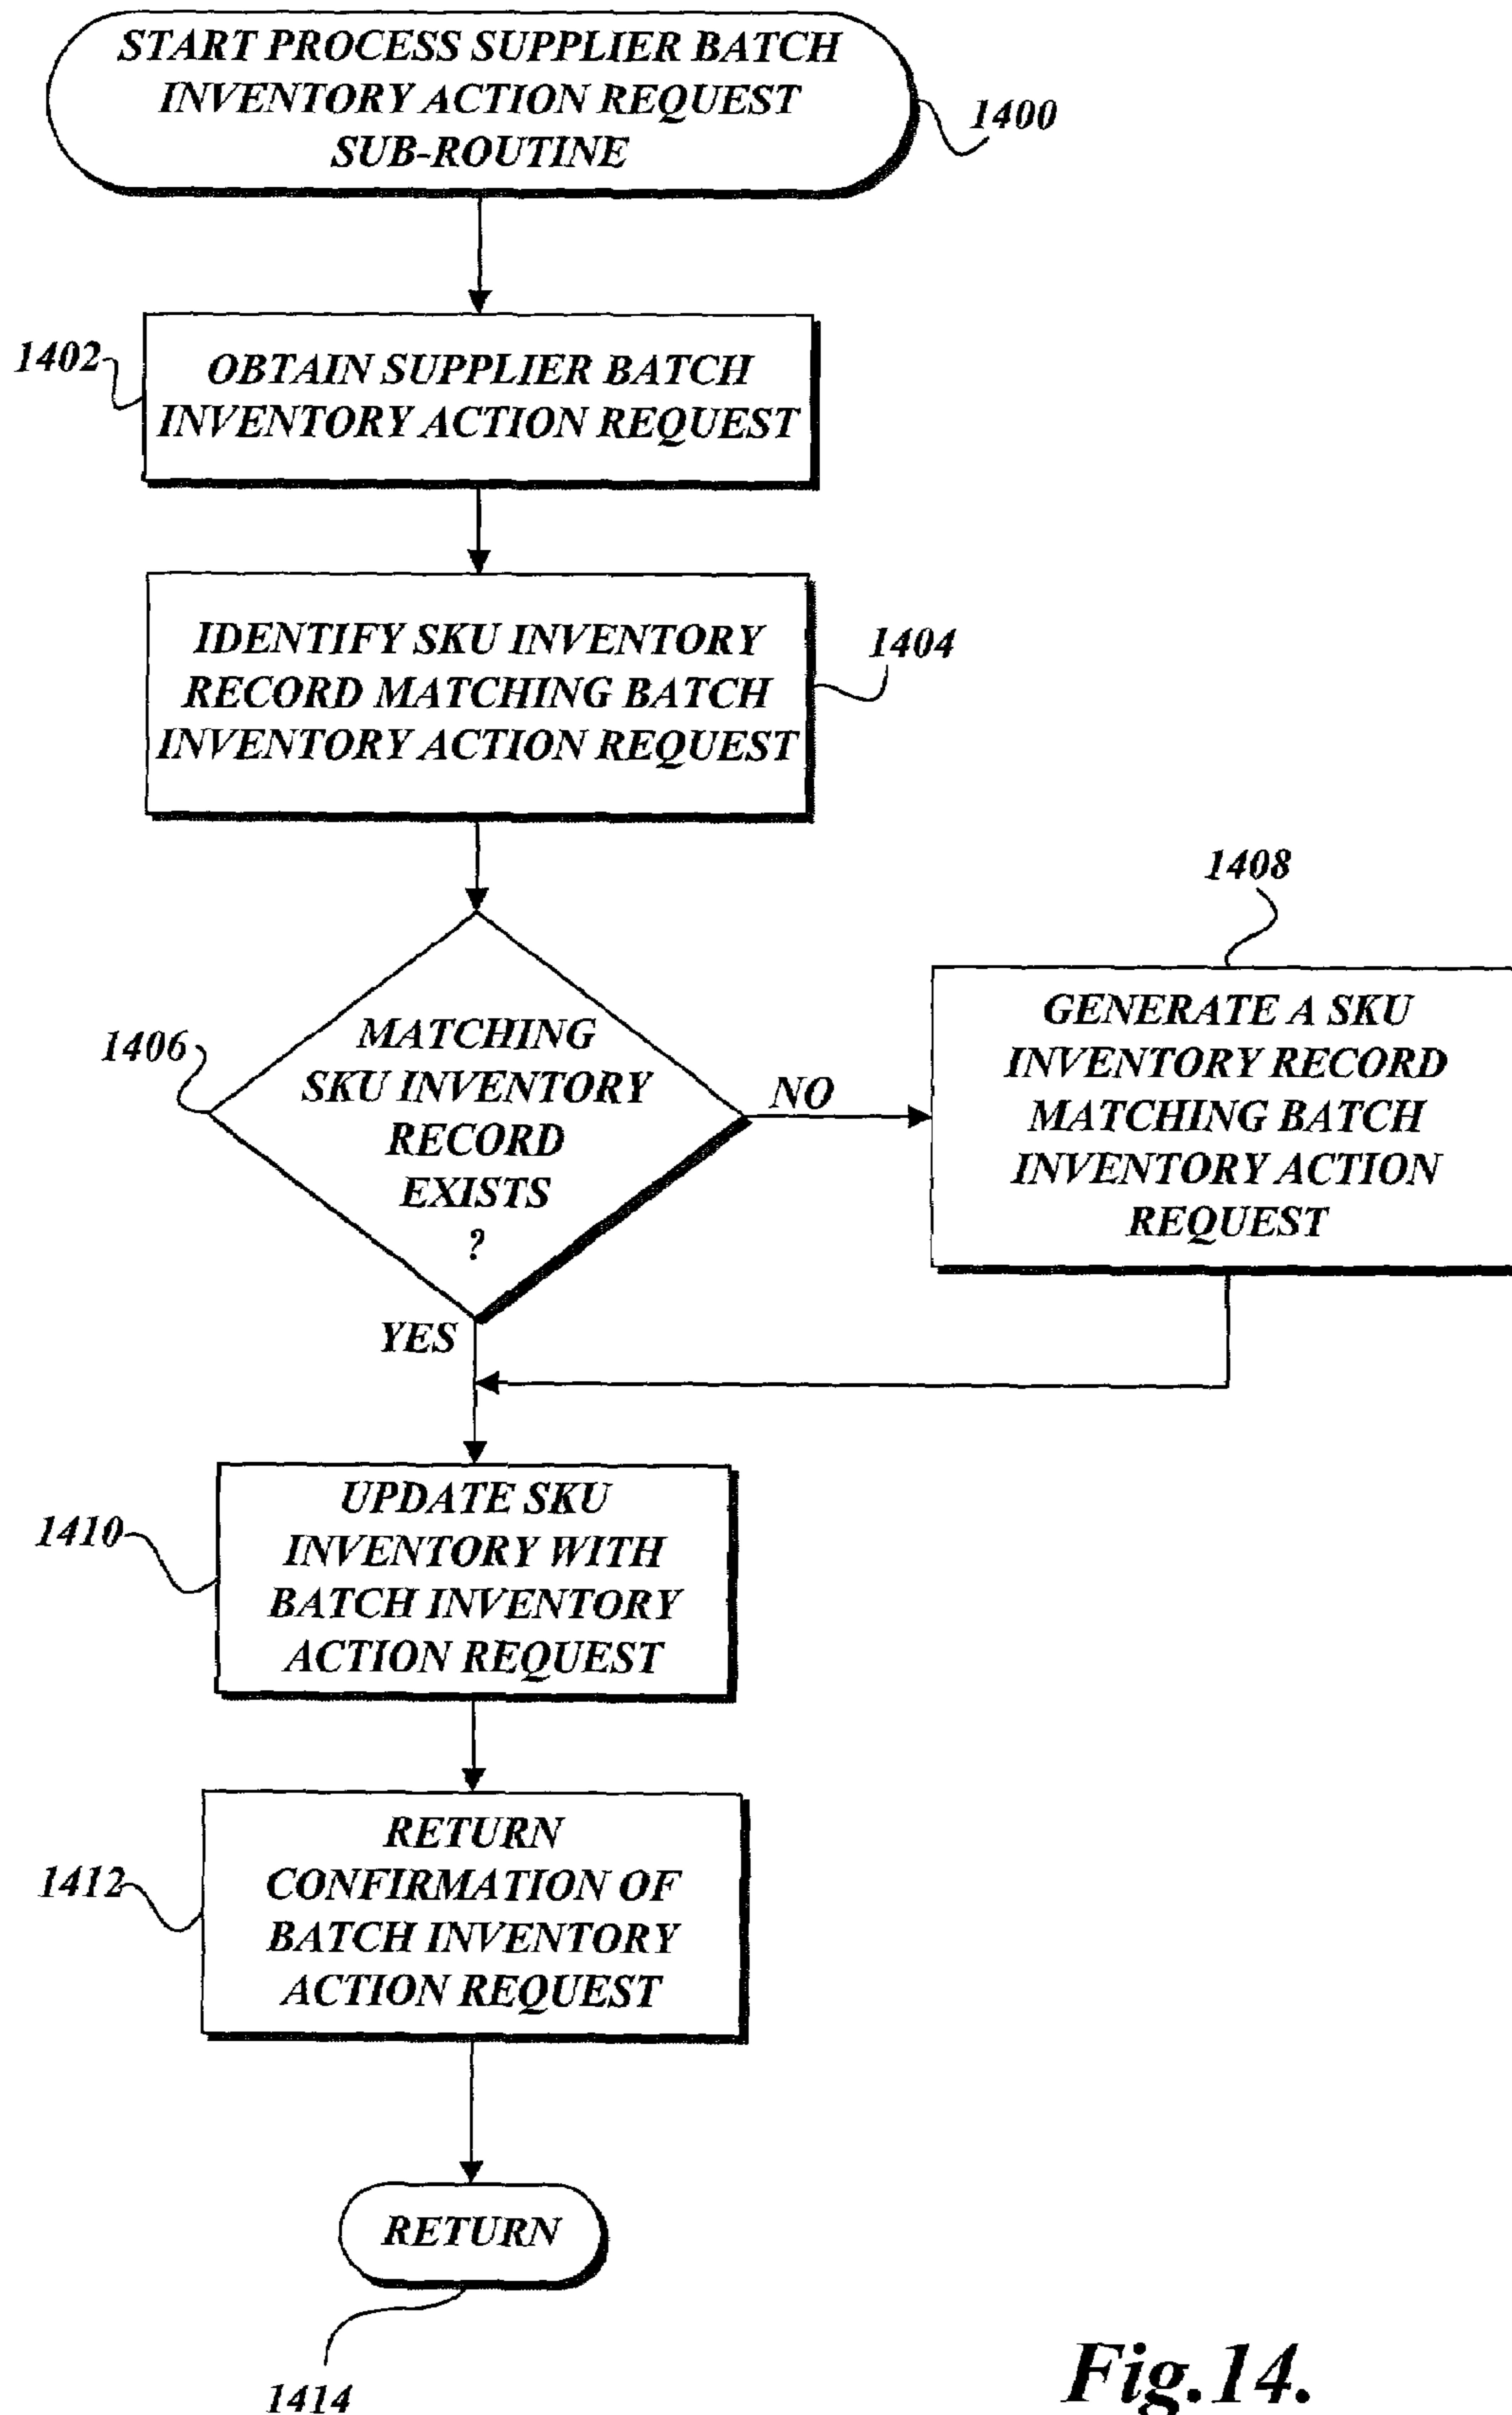 START PROCESS SUPPLIER BATCH
INVENTORY ACTION REQUEST
SUB-ROUTINE
1400
1402
OBTAIN SUPPLIER BATCH
INVENTORY ACTION REQUEST
IDENTIFY SKU INVENTORY
RECORD MATCHING BATCH
INVENTORY ACTION REQUEST
1404
1406
MATCHING
SKU INVENTORY
RECORD
EXISTS
?
NO
YES
1408
GENERATE A SKU
INVENTORY RECORD
MATCHING BATCH
INVENTORY ACTION
REQUEST
1410
UPDATE SKU
INVENTORY WITH
BATCH INVENTORY
ACTION REQUEST
1412
RETURN
CONFIRMATION OF
BATCH INVENTORY
ACTION REQUEST
RETURN
1414
Fig.14.